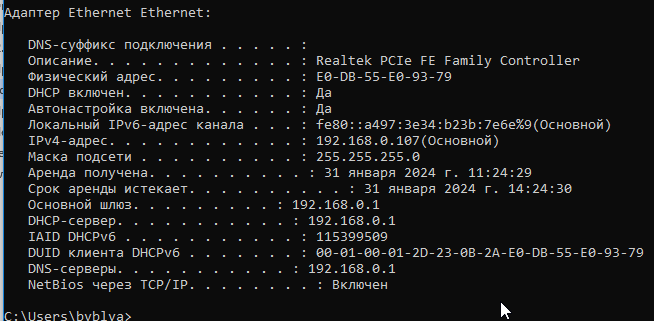 Адаптер Ethernet Ethernet:
DNS-суффикс подключения . . . . . :
Описание. . . . . . . . . . . . . : Realtek PCIe FE Family Controller
Физический адрес. . . . . . . . . : E0-DB-55-E0-93-79
DHCP включен. . . . . . . . . . . : Да
Автонастройка включена. . . . . . : Да
Локальный IPv6-адрес канала . . . : fe80::a497:3e34:b23b:7e6e%9(Основной)
IPv4-адрес. . . . . . . . . . . . : 192.168.0.107(Основной)
Маска подсети . . . . . . . . . . : 255.255.255.0
Аренда получена. . . . . . . . . . : 31 января 2024 г. 11:24:29
Срок аренды истекает. . . . . . . . . . : 31 января 2024 г. 14:24:30
Основной шлюз. . . . . . . . . : 192.168.0.1
DHCP-сервер. . . . . . . . . . . : 192.168.0.1
IAID DHCPv6 . . . . . . . . . . . : 115399509
DUID клиента DHCPv6 . . . . . . . : 00-01-00-01-2D-23-0B-2A-E0-DB-55-E0-93-79
DNS-серверы. . . . . . . . . . . : 192.168.0.1
NetBios через TCP/IP. . . . . . . . : Включен
C:\Users\byblya>